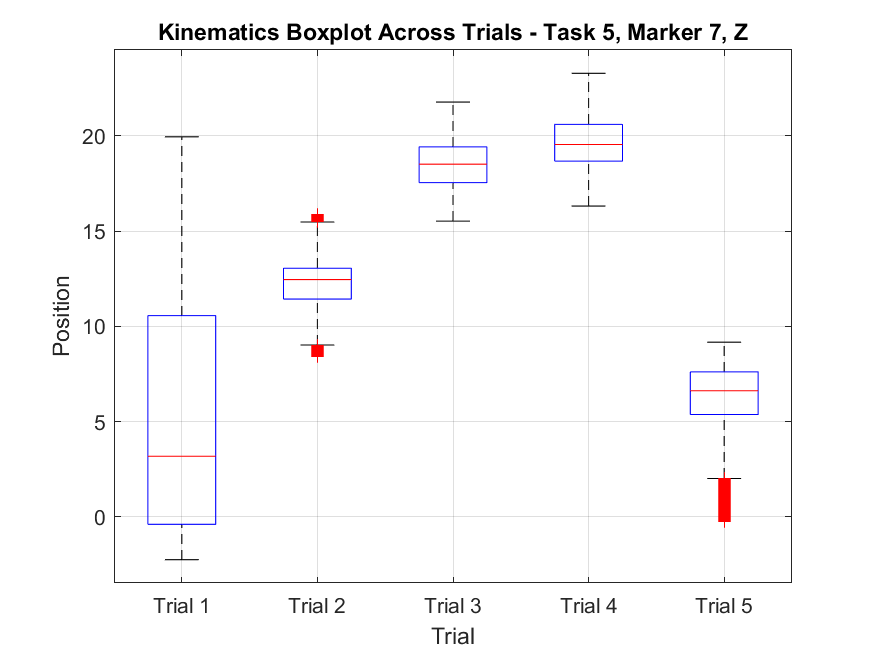 Kinematics Boxplot Across Trials - Task 5, Marker 7, Z
Position
20
15
10
5
0
Trial 1 Trial 2 Trial 3 Trial 4 Trial 5
Trial